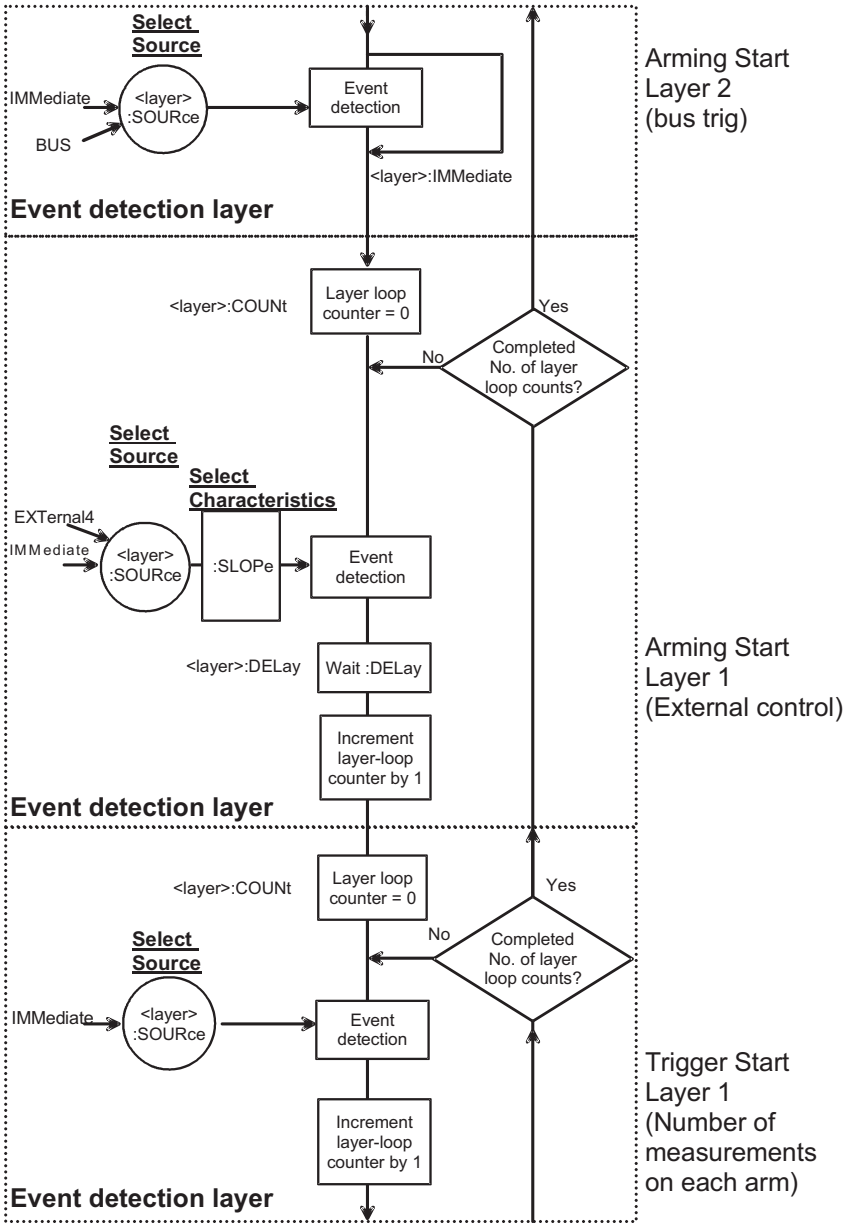 Select
Source
IMMediate
<layer>
:SOURce
BUS
Event
detection
<layer>:IMMediate
Event detection layer
Arming Start
Layer 2
(bus trig)
<layer>:COUNt
Layer loop
counter = 0
Yes
No
Completed
No. of layer
loop counts?
Select
Source
Select
Characteristics
EXTernal4
IMMediate
<layer>
:SOURce
:SLOPe
Event
detection
<layer>:DELay
Wait :DELay
Increment
layer-loop
counter by 1
Event detection layer
Arming Start
Layer 1
(External control)
<layer>:COUNt
Layer loop
counter = 0
Yes
No
Completed
No. of layer
loop counts?
Select
Source
IMMediate
<layer>
:SOURce
Event
detection
Increment
layer-loop
counter by 1
Event detection layer
Trigger Start
Layer 1
(Number of
measurements
on each arm)